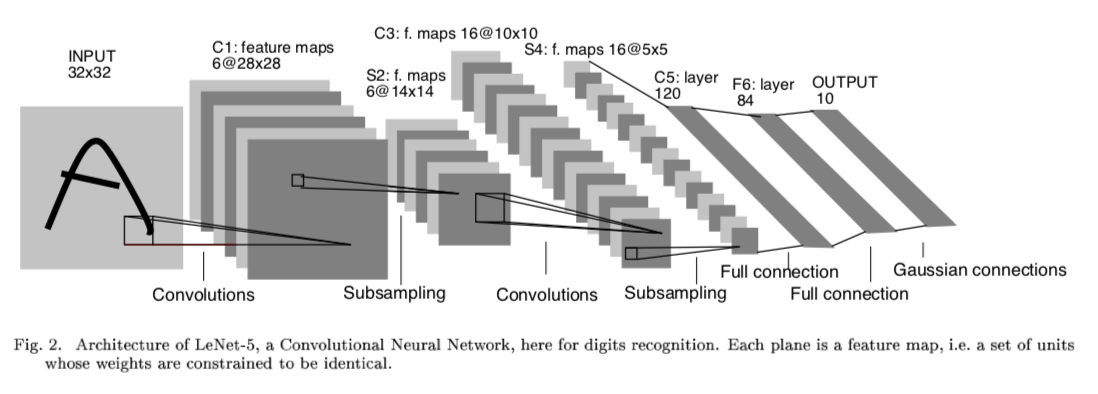 INPUT
32x32
C1: feature maps
6@28x28
S2: f. maps
6@14x14
C3: f. maps 16@10x10
S4: f. maps 16@5x5
C5: layer
120
F6: layer
84
OUTPUT
10
Convolutions
Subsampling
Convolutions
Subsampling
Full connection
Full connection
Gaussian connections
Fig. 2. Architecture of LeNet-5, a Convolutional Neural Network, here for digits recognition. Each plane is a feature map, i.e. a set of units
whose weights are constrained to be identical.